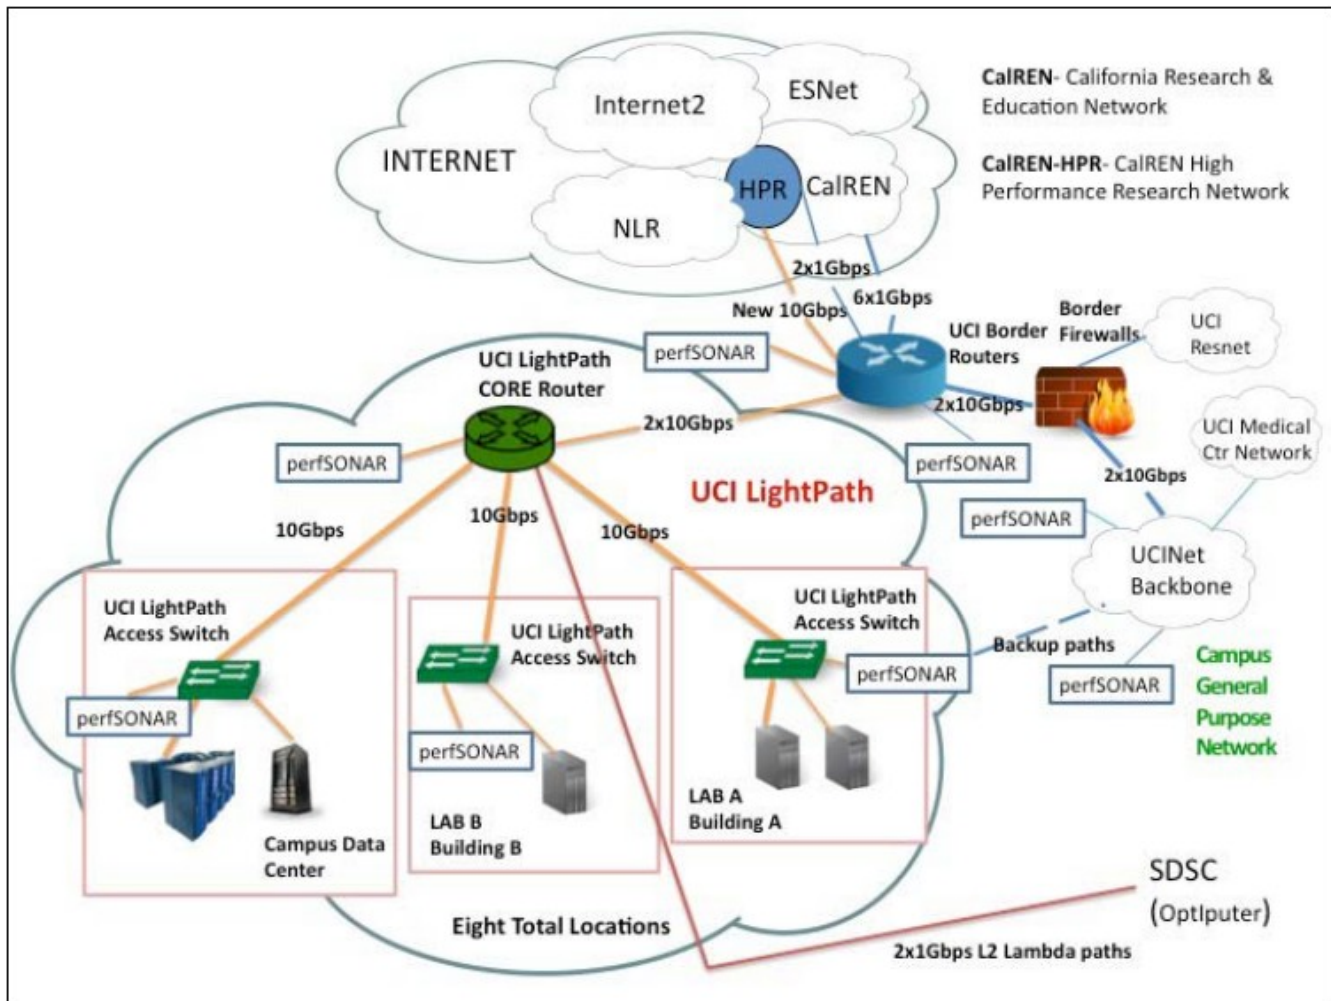 Internet2
ESNet
INTERNET
HPR
CalREN
NLR
CalREN- California Research &
Education Network
CalREN-HPR- CalREN High
Performance Research Network
2x1Gbps
6x1Gbps
New 10Gbps
perfSONAR
UCI Border
Routers
Border
Firewalls
UCI
Resnet
UCI LightPath
CORE Router
2x10Gbps
2x10Gbps
UCI Medical
Ctr Network
perfSONAR
perfSONAR
2x10Gbps
UCI LightPath
perfSONAR
10Gbps
10Gbps
10Gbps
UCINet
Backbone
UCI LightPath
Access Switch
UCI LightPath
Access Switch
UCI LightPath
Access Switch
Backup paths
perfSONAR
perfSONAR
Campus
General
Purpose
Network
perfSONAR
perfSONAR
LAB A
Building A
LAB B
Building B
Campus Data
Center
SDSC
(OptIputer)
Eight Total Locations
2x1Gbps L2 Lambda paths